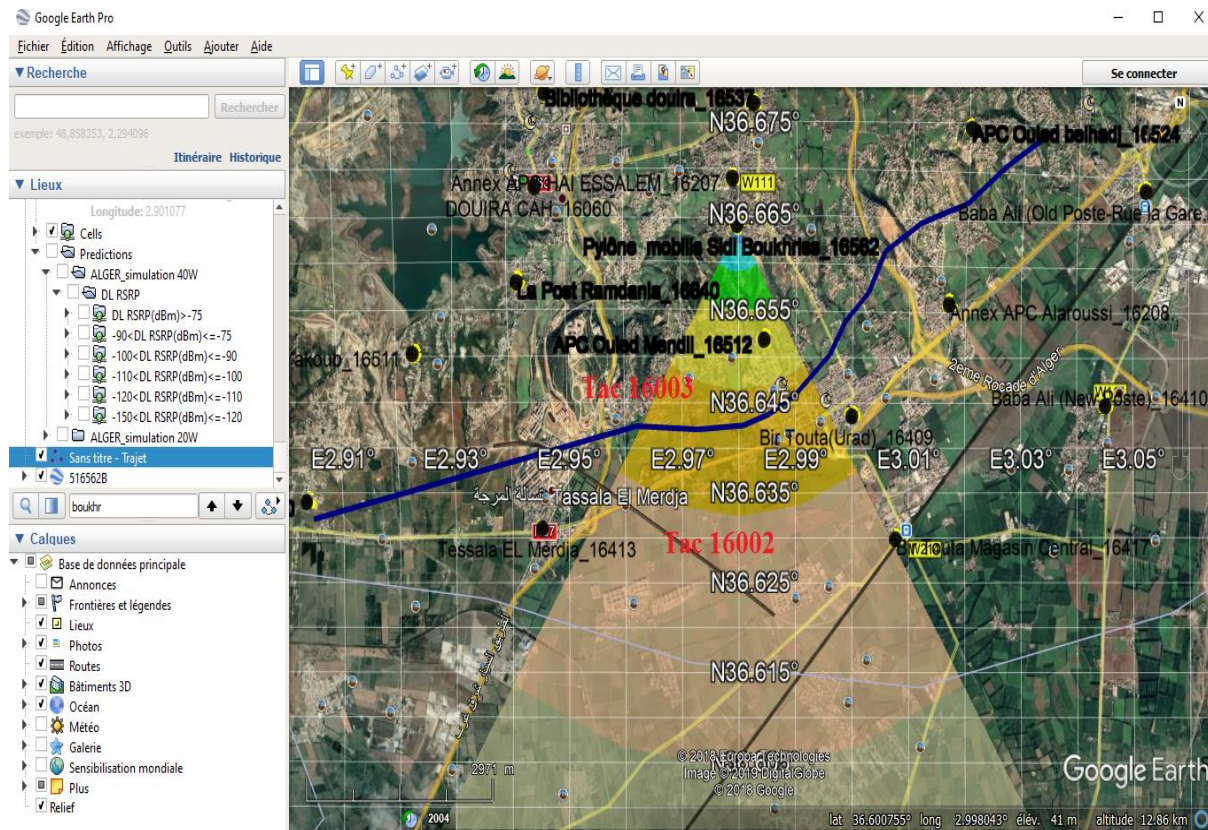 Google Earth Pro
Fichier Édition Affichage Outils Ajouter Aide
Recherche
Rechercher
exemple: 48,858353, 2,294096
Itinéraire Historique
Lieux
Longitude: 2.901077
Cells
Predictions
ALGER_simulation 40W
DL RSRP
DL RSRP(dBm)>-75
-90<DL RSRP(dBm)<=-75
-100<DL RSRP(dBm)<=-90
-110<DL RSRP(dBm)<=-100
-120<DL RSRP(dBm)<=-110
-150<DL RSRP(dBm)<=-120
ALGER_simulation 20W
Sans titre - Trajet
516562B
boukhr
Calques
Base de données principale
Annonces
Frontières et légendes
Lieux
Photos
Routes
Bâtiments 3D
Océan
Météo
Galerie
Sensibilisation mondiale
Plus
Relief
Se connecter
Bibliothèque douira_16537
N36.675°
APC Ouled belhadj_16524
N
ESSALEM_16207
W111
DOUIRA CAH_16060
N36.665°
Baba Ali (Old Poste-Rue la Gare,
Pylône mobilis Sidi Boukhriss_16562
La Post Ramdania_16640
N36.655°
Annex APC Alaroussi_16208
APC Ouled Mendil_16512
akoub_16511
2ème Rocade d'Alger
Tac 16003
N36.645°
Baba Ali (New Poste)_16410
Bir Touta(Urad)_16409
E2.91° E2.93° E2.95° E2.97° E2.99° E3.01° E3.03° E3.05°
تسالة المرجة Tassala El Merdja
N36.635°
Tessala EL Merdja_16413
Tac 16002
Touta Magasin Central_16417
N36.625°
N36.615°
© 2018 Europa Technologies
Image © 2019 DigitalGlobe
© 2018 Google
2971 m
Google Earth
2004
lat 36.600755° long 2.998043° élév. 41 m altitude 12.86 km